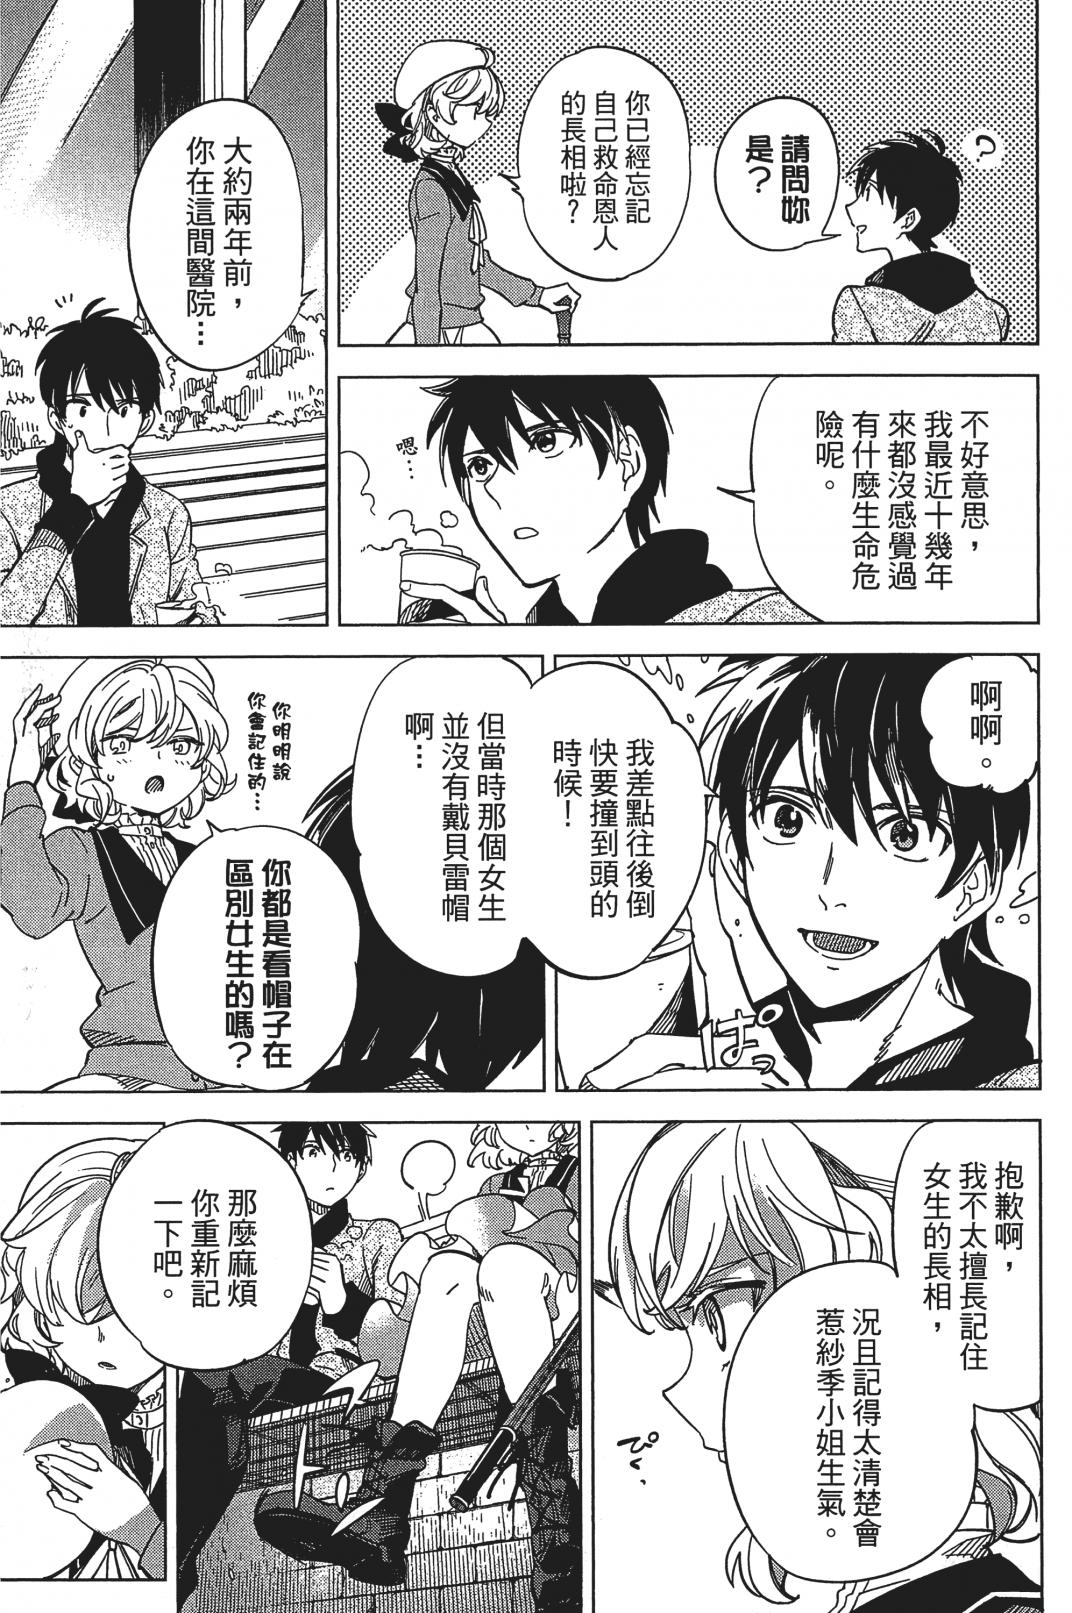 請問妳
是？
？
你已經忘記
自己救命恩人
的長相啦？
不好意思，
我最近十幾年
來都沒感覺過
有什麼生命危
險呢。
嗯…
大約兩年前，
你在這間醫院…
啊啊。
我差點往後倒
快要撞到頭的
時候！
ぱっ
但當時那個女生
並沒有戴貝雷帽
啊…
你明明說
你會記住的…
你都是看帽子在
區別女生的嗎？
抱歉啊，
我不太擅長記住
女生的長相，
況且記得太清楚會
惹紗季小姐生氣。
ぴく
那麼麻煩
你重新記
一下吧。